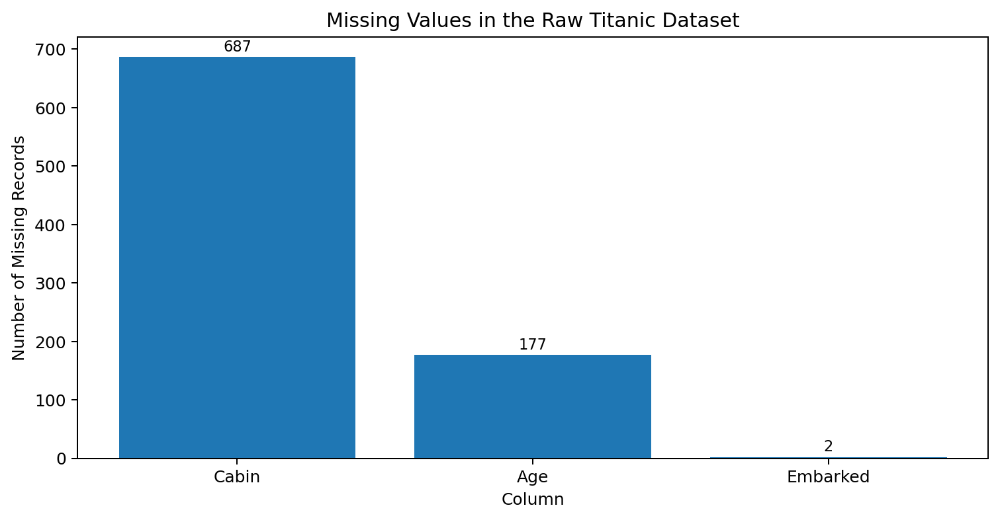 Missing Values in the Raw Titanic Dataset
Number of Missing Records
700
600
500
400
300
200
100
0
687
177
2
Cabin
Age
Embarked
Column